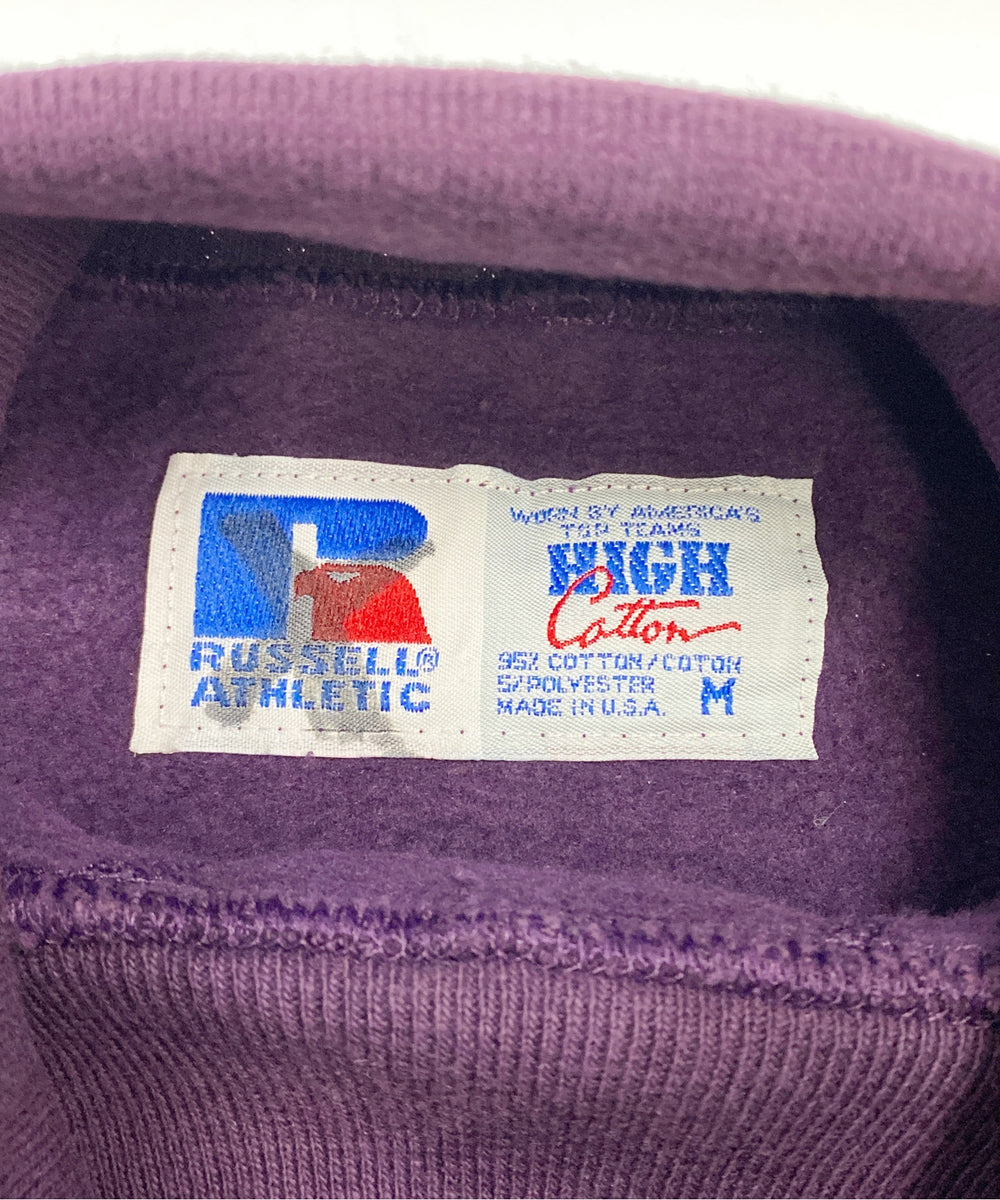 RUSSELL®
ATHLETIC
WORN BY AMERICA'S
TOP TEAMS
HIGH
Cotton
95% COTTON/COTON
5% POLYESTER
MADE IN U.S.A. M